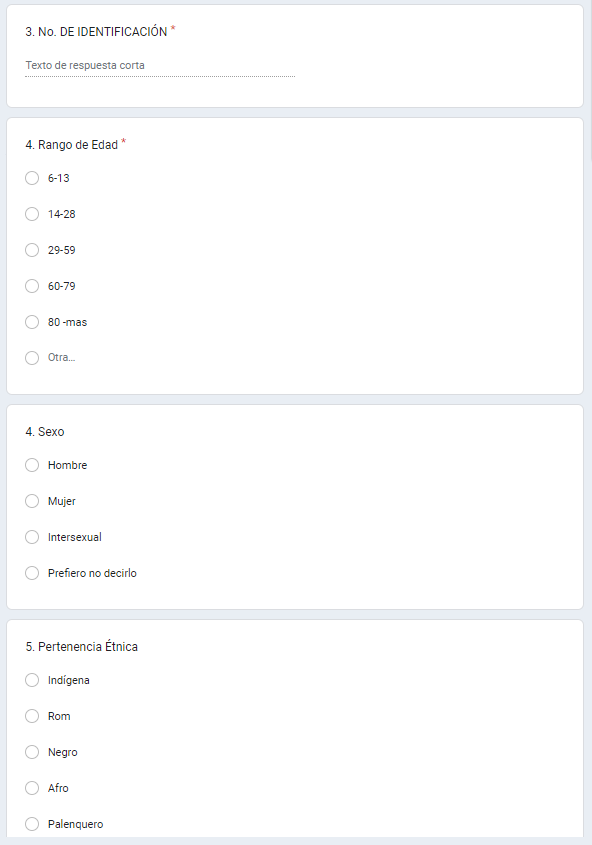 3. No. DE IDENTIFICACIÓN *
Texto de respuesta corta
4. Rango de Edad *
6-13
14-28
29-59
60-79
80 -mas
Otra...
4. Sexo
Hombre
Mujer
Intersexual
Prefiero no decirlo
5. Pertenencia Étnica
Indígena
Rom
Negro
Afro
Palenquero